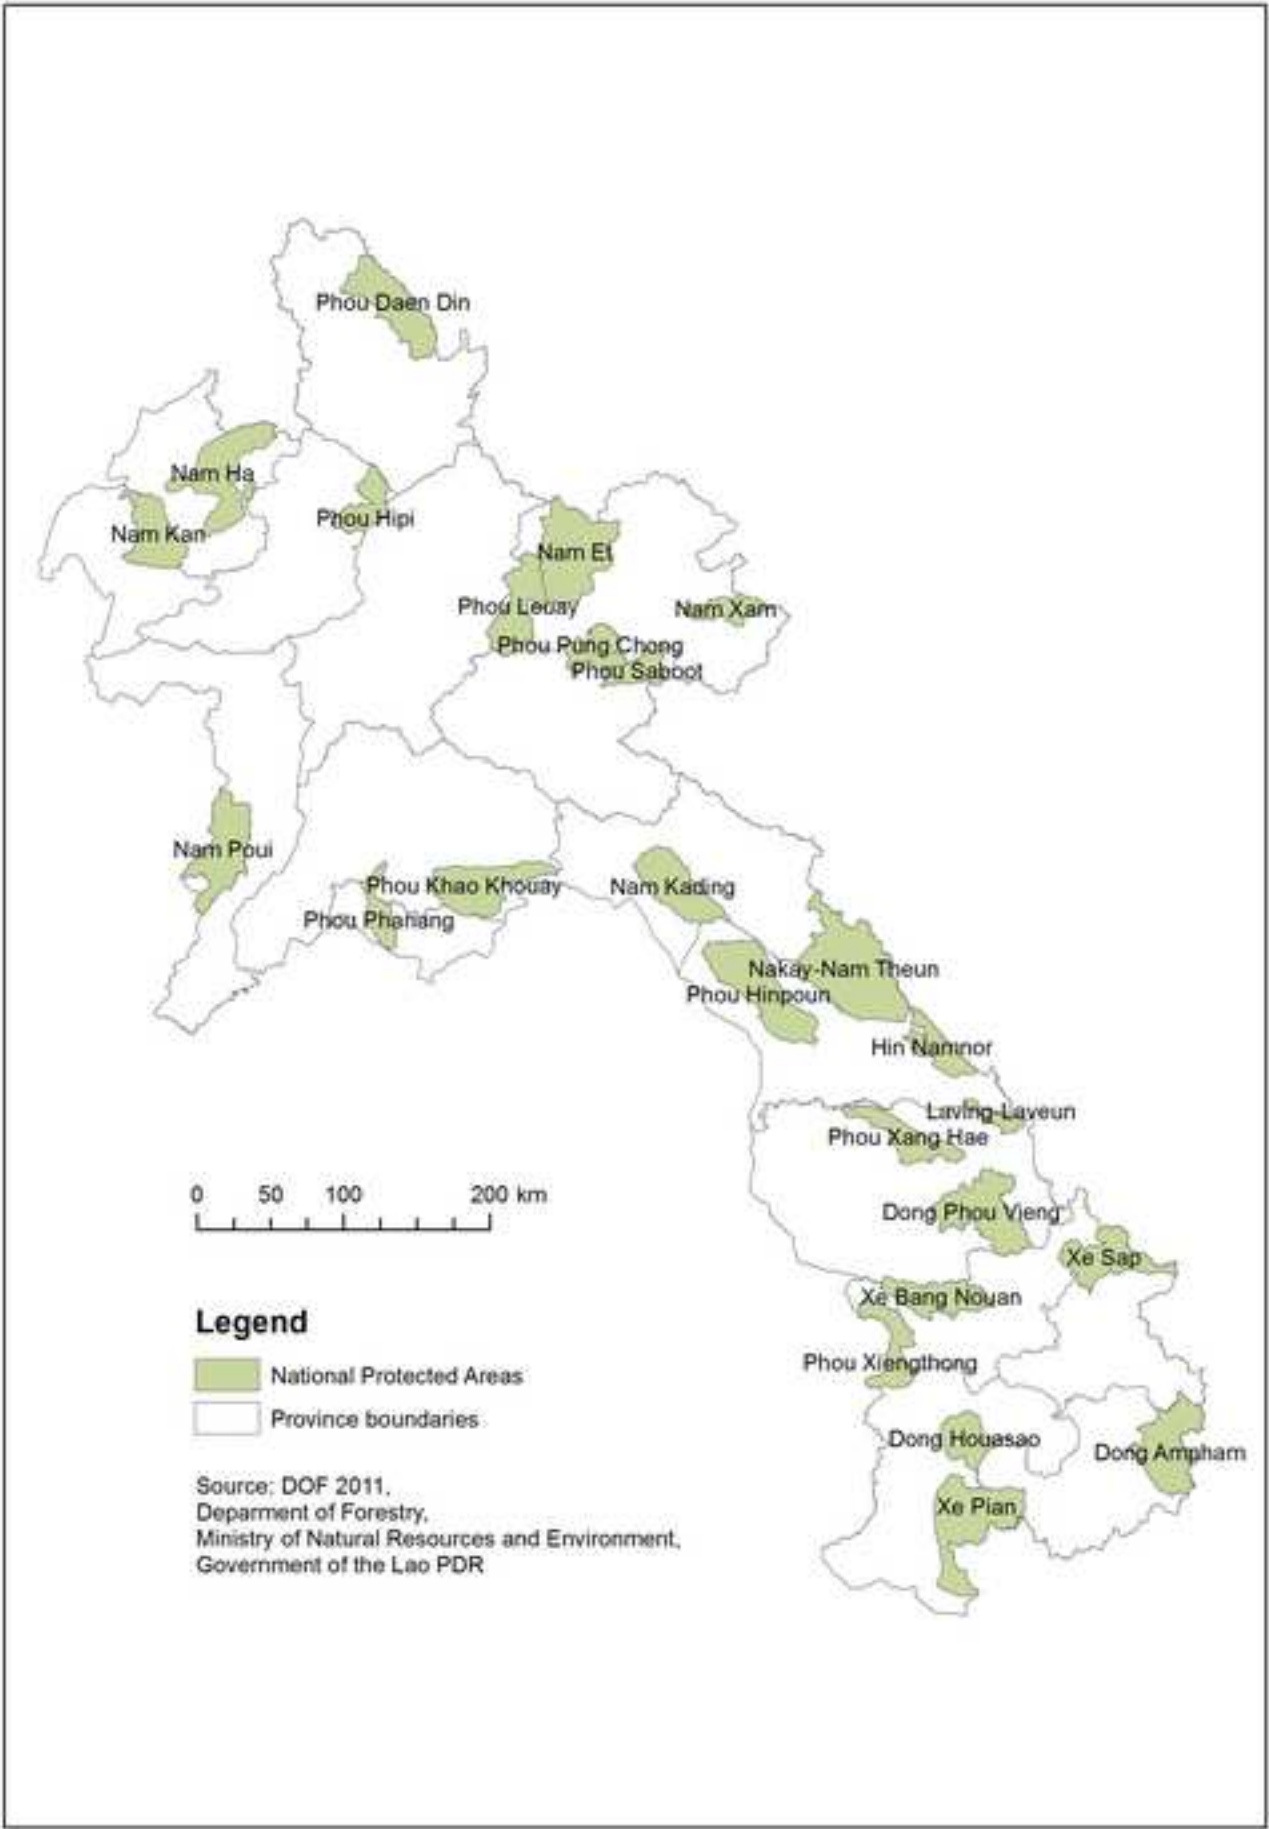 Phou Daen Din
Nam Ha
Phou Hipi
Nam Kan
Nam Et
Phou Leuay
Nam Xam
Phou Pung Chong
Phou Saboot
Nam Poui
Phou Khao Khouay
Nam Kading
Phou Phanang
Nakay-Nam Theun
Phou Hinpoun
Hin Namnor
Laving-Laveun
Phou Xang Hae
Dong Phou Vieng
Xe Sap
Xe Bang Nouan
Phou Xiengthong
Dong Houasao
Dong Ampham
Xe Pian
0 50 100 200 km
Legend
National Protected Areas
Province boundaries
Source: DOF 2011,
Deparment of Forestry,
Ministry of Natural Resources and Environment,
Government of the Lao PDR